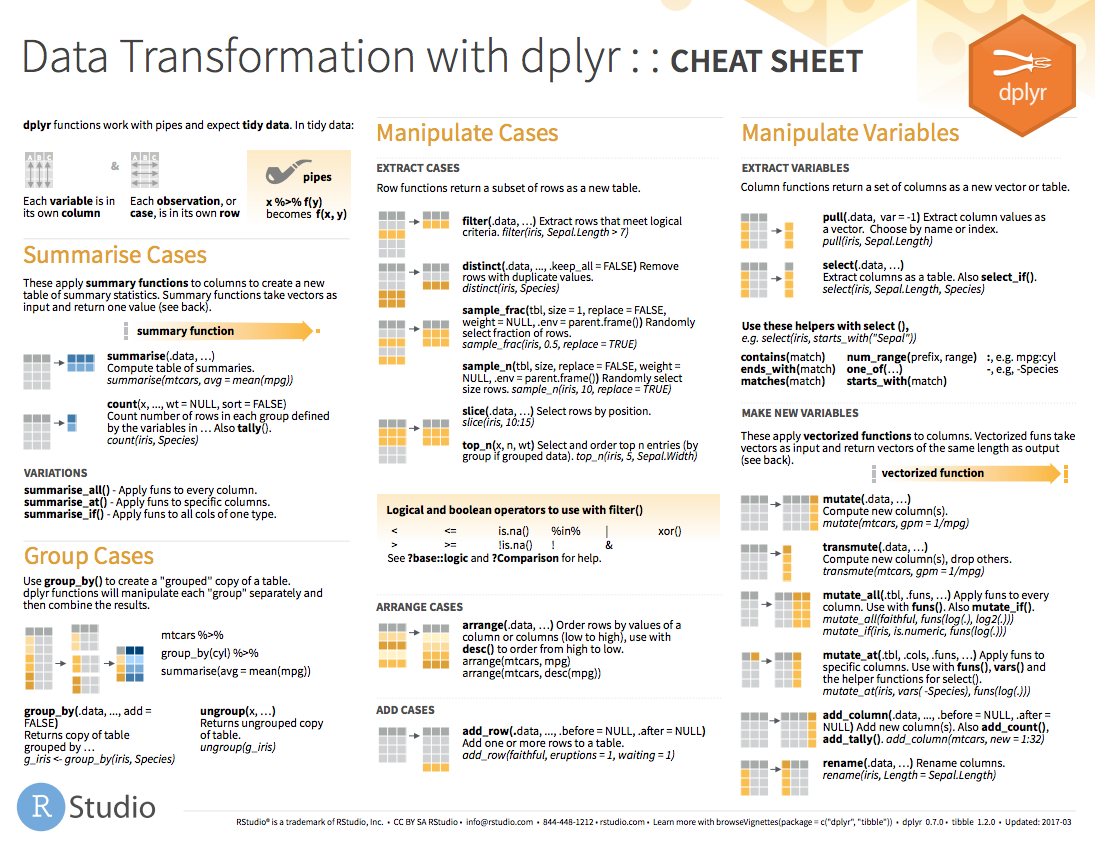 Data Transformation with dplyr : : CHEAT SHEET
dplyr
dplyr functions work with pipes and expect tidy data. In tidy data:
A B C
&
A B C
pipes
Each variable is in
its own column
Each observation, or
case, is in its own row
x %>% f(y)
becomes f(x, y)
Summarise Cases
These apply summary functions to columns to create a new
table of summary statistics. Summary functions take vectors as
input and return one value (see back).
summary function
summarise(.data, …)
Compute table of summaries.
summarise(mtcars, avg = mean(mpg))
count(x, ..., wt = NULL, sort = FALSE)
Count number of rows in each group defined
by the variables in … Also tally().
count(iris, Species)
VARIATIONS
summarise_all() - Apply funs to every column.
summarise_at() - Apply funs to specific columns.
summarise_if() - Apply funs to all cols of one type.
Group Cases
Use group_by() to create a "grouped" copy of a table.
dplyr functions will manipulate each "group" separately and
then combine the results.
mtcars %>%
group_by(cyl) %>%
summarise(avg = mean(mpg))
group_by(.data, ..., add =
FALSE)
Returns copy of table
grouped by …
g_iris <- group_by(iris, Species)
ungroup(x, …)
Returns ungrouped copy
of table.
ungroup(g_iris)
Manipulate Cases
EXTRACT CASES
Row functions return a subset of rows as a new table.
filter(.data, …) Extract rows that meet logical
criteria. filter(iris, Sepal.Length > 7)
distinct(.data, ..., .keep_all = FALSE) Remove
rows with duplicate values.
distinct(iris, Species)
sample_frac(tbl, size = 1, replace = FALSE,
weight = NULL, .env = parent.frame()) Randomly
select fraction of rows.
sample_frac(iris, 0.5, replace = TRUE)
sample_n(tbl, size, replace = FALSE, weight =
NULL, .env = parent.frame()) Randomly select
size rows. sample_n(iris, 10, replace = TRUE)
slice(.data, …) Select rows by position.
slice(iris, 10:15)
top_n(x, n, wt) Select and order top n entries (by
group if grouped data). top_n(iris, 5, Sepal.Width)
Logical and boolean operators to use with filter()
< <= is.na() %in% | xor()
> >= !is.na() ! &
See ?base::logic and ?Comparison for help.
ARRANGE CASES
arrange(.data, …) Order rows by values of a
column or columns (low to high), use with
desc() to order from high to low.
arrange(mtcars, mpg)
arrange(mtcars, desc(mpg))
ADD CASES
add_row(.data, ..., .before = NULL, .after = NULL)
Add one or more rows to a table.
add_row(faithful, eruptions = 1, waiting = 1)
Manipulate Variables
EXTRACT VARIABLES
Column functions return a set of columns as a new vector or table.
pull(.data, var = -1) Extract column values as
a vector. Choose by name or index.
pull(iris, Sepal.Length)
select(.data, …)
Extract columns as a table. Also select_if().
select(iris, Sepal.Length, Species)
Use these helpers with select (),
e.g. select(iris, starts_with("Sepal"))
contains(match) num_range(prefix, range) :, e.g. mpg:cyl
ends_with(match) one_of(…) -, e.g, -Species
matches(match) starts_with(match)
MAKE NEW VARIABLES
These apply vectorized functions to columns. Vectorized funs take
vectors as input and return vectors of the same length as output
(see back).
vectorized function
mutate(.data, …)
Compute new column(s).
mutate(mtcars, gpm = 1/mpg)
transmute(.data, …)
Compute new column(s), drop others.
transmute(mtcars, gpm = 1/mpg)
mutate_all(.tbl, .funs, …) Apply funs to every
column. Use with funs(). Also mutate_if().
mutate_all(faithful, funs(log(.), log2(.)))
mutate_if(iris, is.numeric, funs(log(.)))
mutate_at(.tbl, .cols, .funs, …) Apply funs to
specific columns. Use with funs(), vars() and
the helper functions for select().
mutate_at(iris, vars( -Species), funs(log(.)))
add_column(.data, ..., .before = NULL, .after =
NULL) Add new column(s). Also add_count(),
add_tally(). add_column(mtcars, new = 1:32)
rename(.data, …) Rename columns.
rename(iris, Length = Sepal.Length)
R Studio
RStudio® is a trademark of RStudio, Inc. • CC BY SA RStudio • info@rstudio.com • 844-448-1212 • rstudio.com • Learn more with browseVignettes(package = c("dplyr", "tibble")) • dplyr 0.7.0 • tibble 1.2.0 • Updated: 2017-03